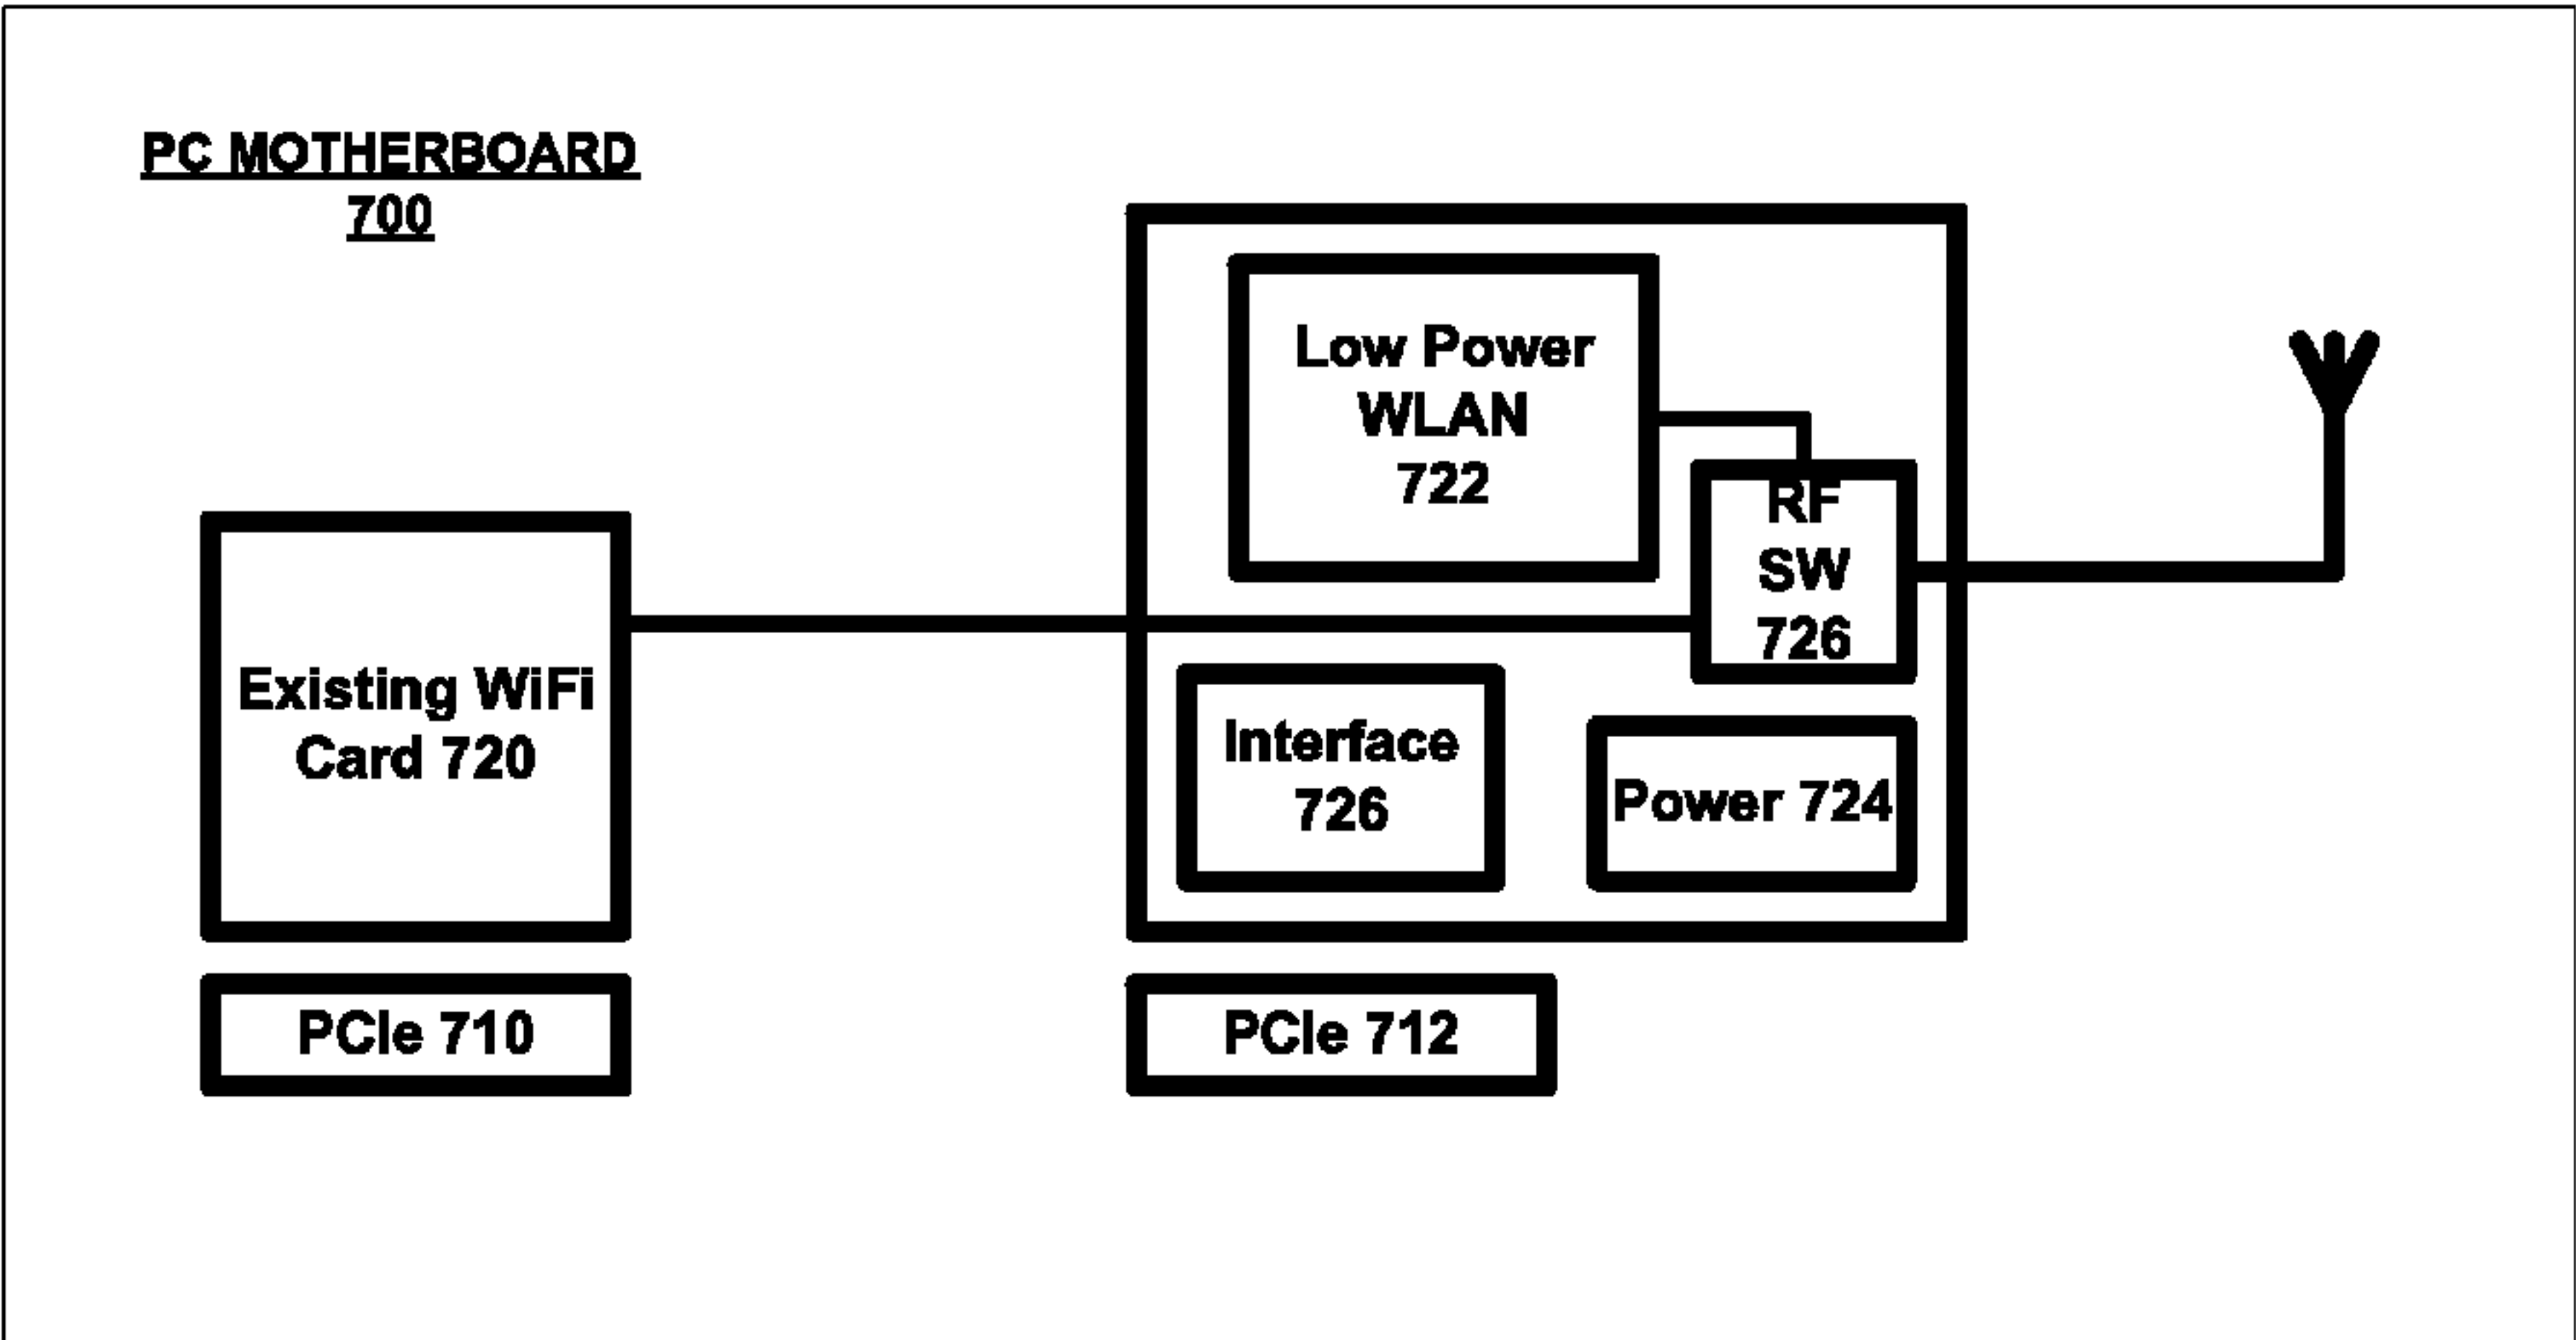 PC MOTHERBOARD
700
Low Power
WLAN
722
RF
SW
726
Existing WiFi
Card 720
Interface
726
Power 724
PCIe 710
PCIe 712